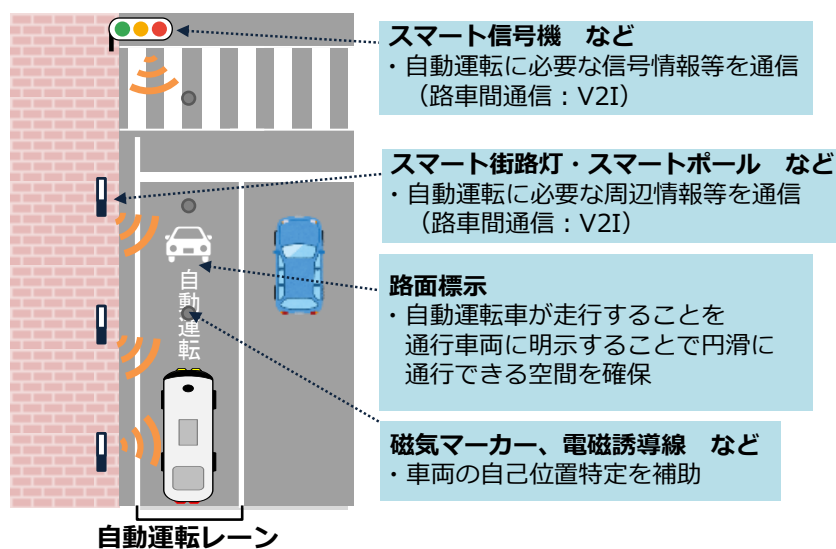 スマート信号機　など
・自動運転に必要な信号情報等を通信
（路車間通信：V2I）
スマート街路灯・スマートポール　など
・自動運転に必要な周辺情報等を通信
（路車間通信：V2I）
路面標示
・自動運転車が走行することを
通行車両に明示することで円滑に
通行できる空間を確保
磁気マーカー、電磁誘導線　など
・車両の自己位置特定を補助
自動運転
自動運転レーン